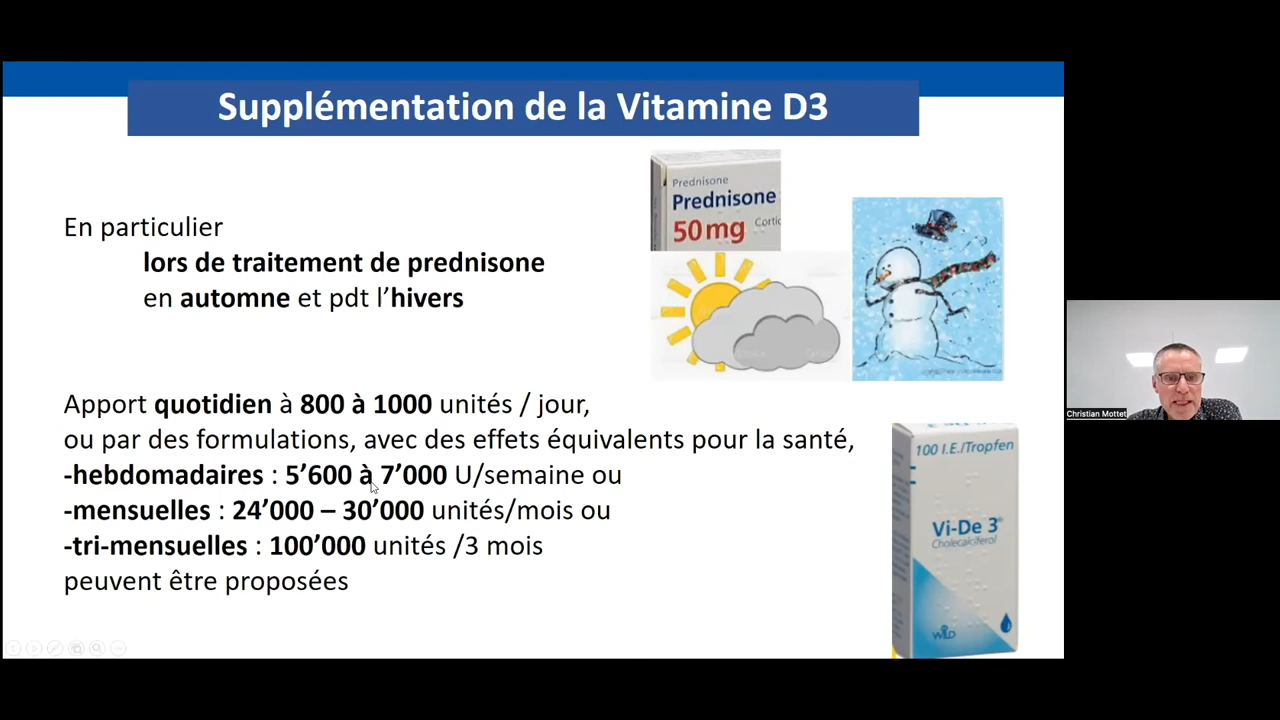 Supplémentation de la Vitamine D3
Prednisone
Prednisone
50mg
En particulier
lors de traitement de prednisone
en automne et pdt l’hivers
Apport quotidien à 800 à 1000 unités / jour,
ou par des formulations, avec des effets équivalents pour la santé,
-hebdomadaires : 5’600 à 7’000 U/semaine ou
-mensuelles : 24’000 – 30’000 unités/mois ou
-tri-mensuelles : 100’000 unités /3 mois
peuvent être proposées
100 I.E./Tropfen
Vi-De 3®
Cholecalciferol
WILD
Christian Mottet